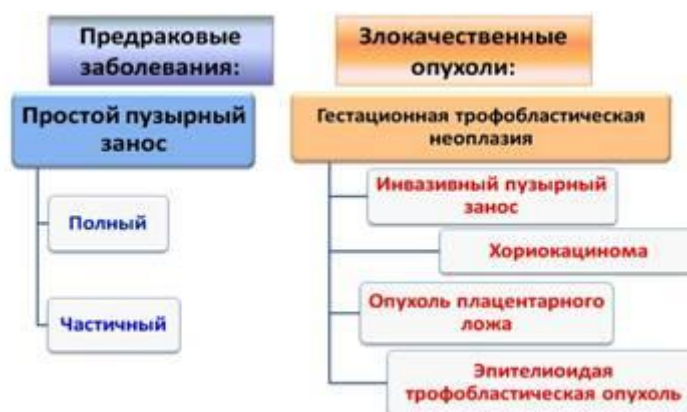 Предраковые
заболевания:
Простой пузырный
занос
Полный
Частичный
Злокачественные
опухоли:
Гестационная трофобластическая
неоплазия
Инвазивный пузырный
занос
Хориокацинома
Опухоль плацентарного
ложа
Эпителиоидая
трофобластическая опухоль